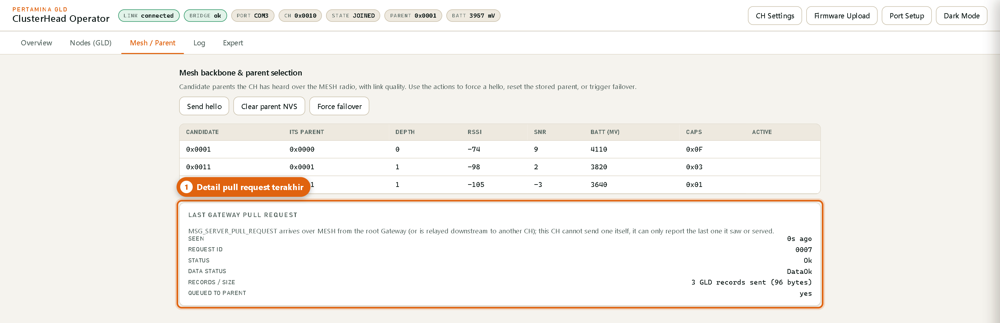 PERTAMINA GLD
ClusterHead Operator
LINK connected
BRIDGE ok
PORT COM3
CH 0x0010
STATE JOINED
PARENT 0x0001
BATT 3957 mV
CH Settings
Firmware Upload
Port Setup
Dark Mode
Overview
Nodes (GLD)
Mesh / Parent
Log
Expert
Mesh backbone & parent selection
Candidate parents the CH has heard over the MESH radio, with link quality. Use the actions to force a hello, reset the stored parent, or trigger failover.
Send hello
Clear parent NVS
Force failover
CANDIDATE ITS PARENT DEPTH RSSI SNR BATT (MV) CAPS ACTIVE
0x0001 0x0000 0 −74 9 4110 0x0F
0x0011 0x0001 1 −98 2 3820 0x03
1 1 −105 −3 3640 0x01
1 Detail pull request terakhir
LAST GATEWAY PULL REQUEST
MSG_SERVER_PULL_REQUEST arrives over MESH from the root Gateway (or is relayed downstream to another CH); this CH cannot send one itself, it can only report the last one it saw or served.
SEEN 0s ago
REQUEST ID 0007
STATUS Ok
DATA STATUS DataOk
RECORDS / SIZE 3 GLD records sent (96 bytes)
QUEUED TO PARENT yes